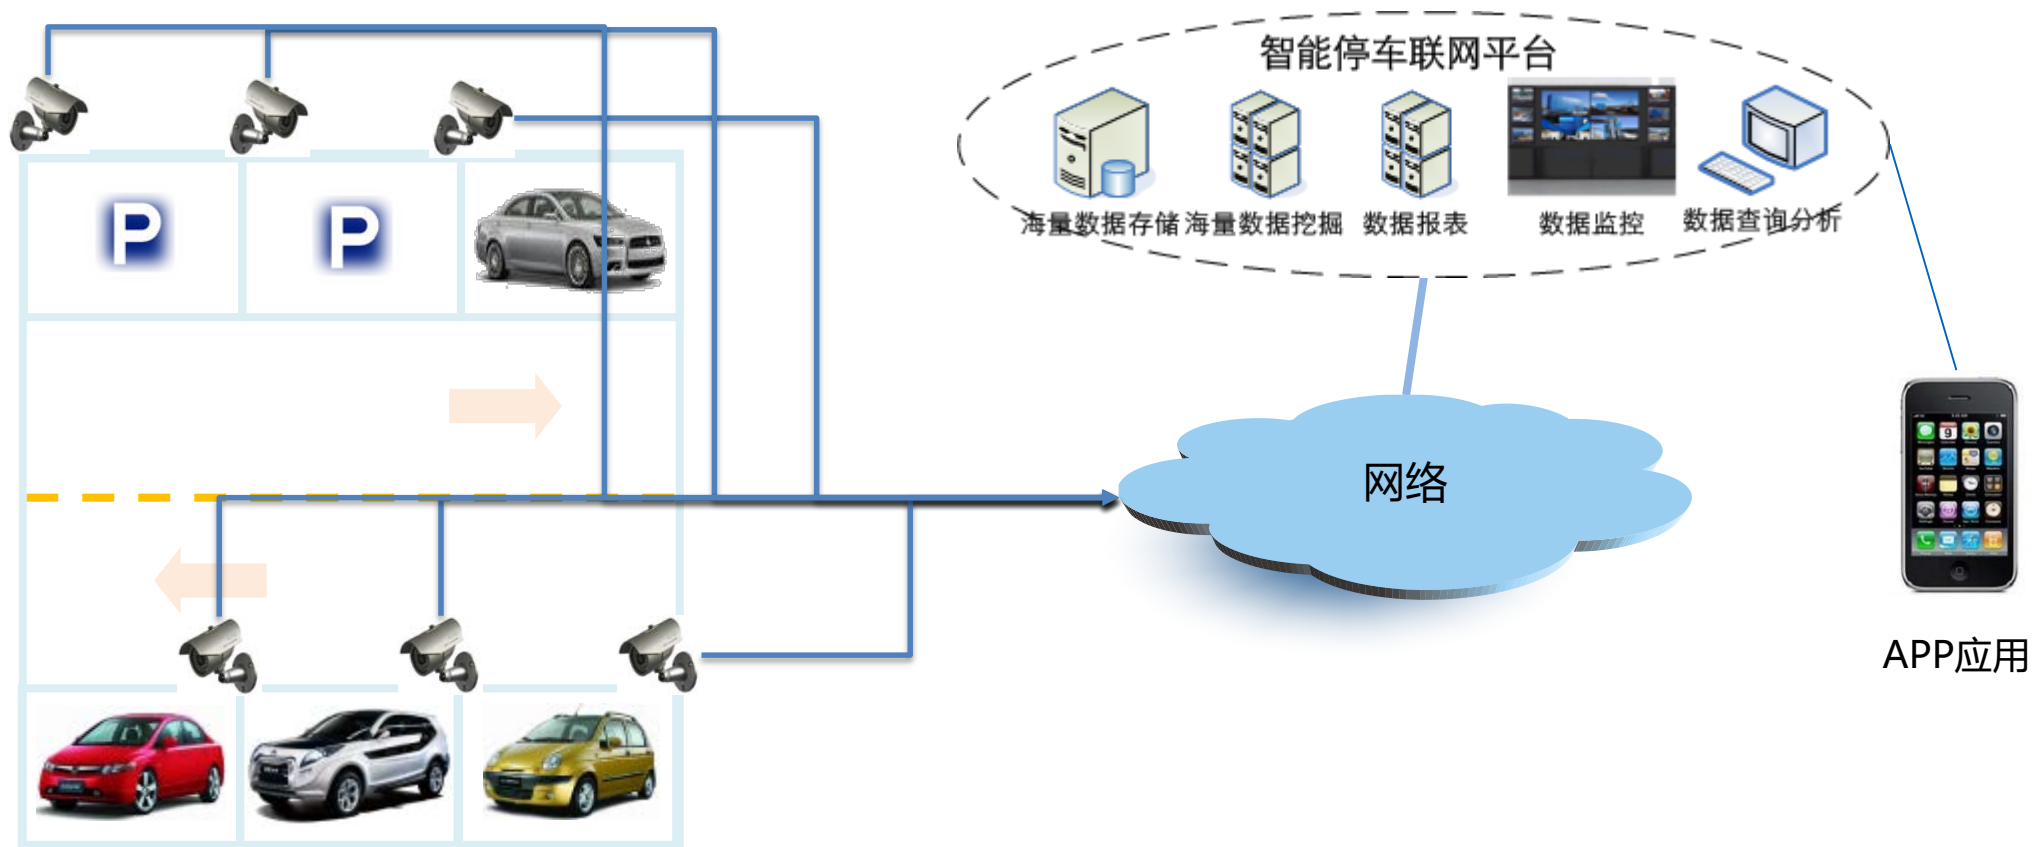 智能停车联网平台
海量数据存储
海量数据挖掘
数据报表
数据监控
数据查询分析
P
P
网络
APP应用